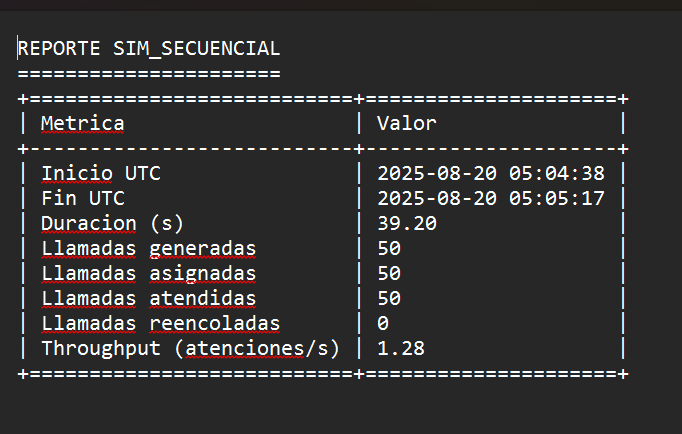 REPORTE SIM_SECUENCIAL
======================
+===========================+=====================+
| Metrica                   | Valor               |
+---------------------------+---------------------+
| Inicio UTC                | 2025-08-20 05:04:38 |
| Fin UTC                   | 2025-08-20 05:05:17 |
| Duracion (s)              | 39.20               |
| Llamadas generadas        | 50                  |
| Llamadas asignadas        | 50                  |
| Llamadas atendidas        | 50                  |
| Llamadas reencoladas      | 0                   |
| Throughput (atenciones/s) | 1.28                |
+===========================+=====================+